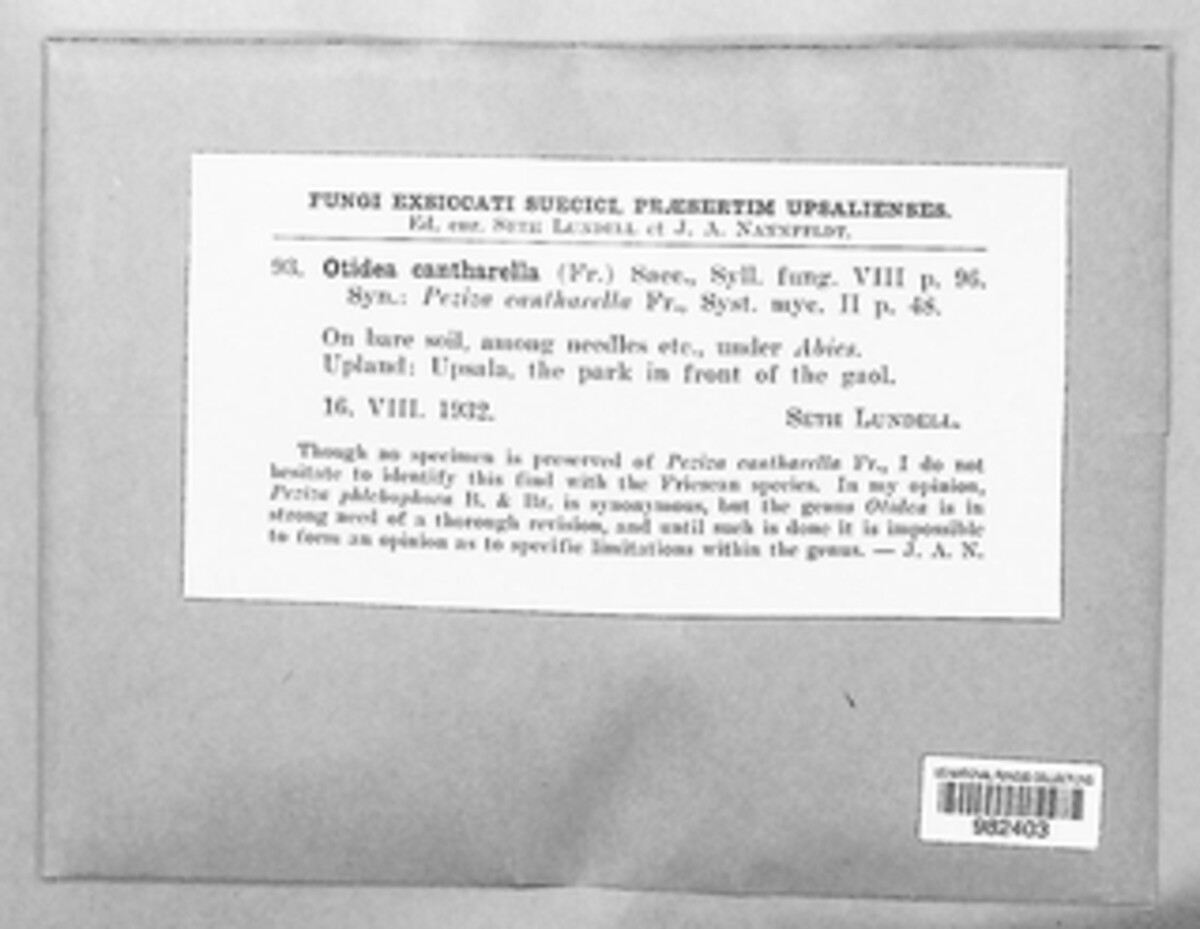 FUNGI EXSICCATI SUECICI, PRÆSERTIM UPSALIENSES.
Ed. cur. SETH LUNDELL et J. A. NANNFELDT.
93. Otidea cantharella (Fr.) Sacc., Syll. fung. VIII p. 96.
Syn.: Peziza cantharella Fr., Syst. myc. II p. 48.
On bare soil, among needles etc., under Abies.
Upland: Upsala, the park in front of the gaol.
16. VIII. 1932. SETH LUNDELL.
Though no specimen is preserved of Peziza cantharella Fr., I do not
hesitate to identify this find with the Friesean species. In my opinion,
Peziza phlebophora B. & Br. is synonymous, but the genus Otidea is in
strong need of a thorough revision, and until such is done it is impossible
to form an opinion as to specific limitations within the genus. — J. A. N.
US NATIONAL FUNGUS COLLECTIONS
982403